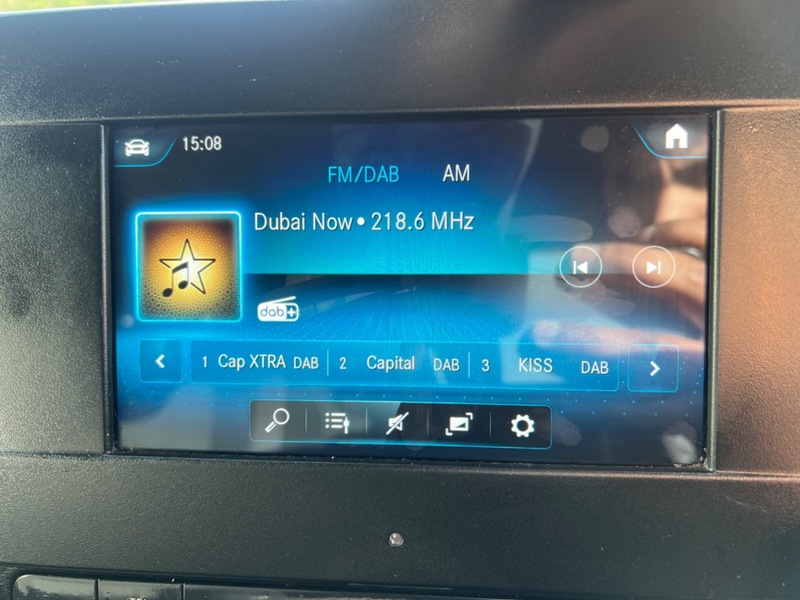 15:08
FM/DAB AM
Dubai Now • 218.6 MHz
dab+
1 Cap XTRA DAB 2 Capital DAB 3 KISS DAB